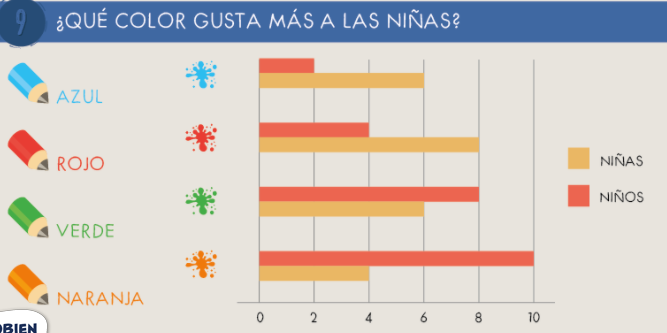 9 ¿QUÉ COLOR GUSTA MÁS A LAS NIÑAS?
AZUL
ROJO
VERDE
NARANJA
NIÑAS
NIÑOS
0 2 4 6 8 10
OBIEN